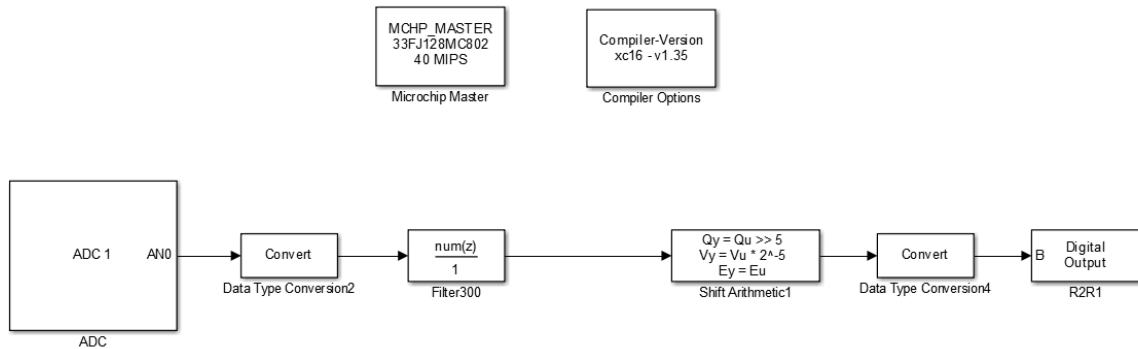 MCHP_MASTER
33FJ128MC802
40 MIPS
Microchip Master
Compiler-Version
xc16 - v1.35
Compiler Options
ADC 1
AN0
ADC
Convert
Data Type Conversion2
num(z)
1
Filter300
Qy = Qu >> 5
Vy = Vu * 2^-5
Ey = Eu
Shift Arithmetic1
Convert
Data Type Conversion4
B
Digital
Output
R2R1